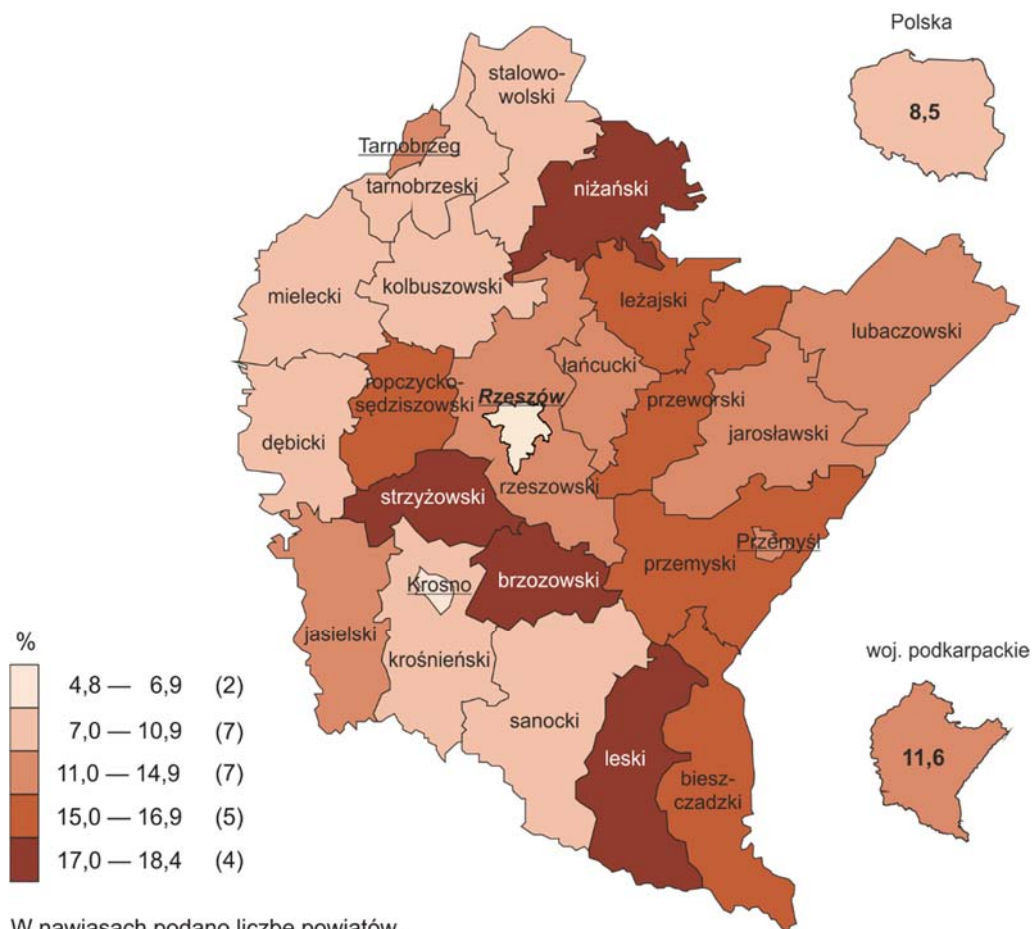 Polska
8,5
stalowo-
wolski
Tarnobrzeg
tarnobrzeski
niżański
mielecki
kolbuszowski
leżajski
lubaczowski
łańcucki
ropczycko-
sędziszowski
Rzeszów
przeworski
jarosławski
dębicki
rzeszowski
strzyżowski
Przemyśl
przemyski
brzozowski
Krosno
jasielski
krośnieński
sanocki
leski
biesz-
czadzki
woj. podkarpackie
11,6
%
4,8 — 6,9 (2)
7,0 — 10,9 (7)
11,0 — 14,9 (7)
15,0 — 16,9 (5)
17,0 — 18,4 (4)
W nawiasach podano liczbę powiatów